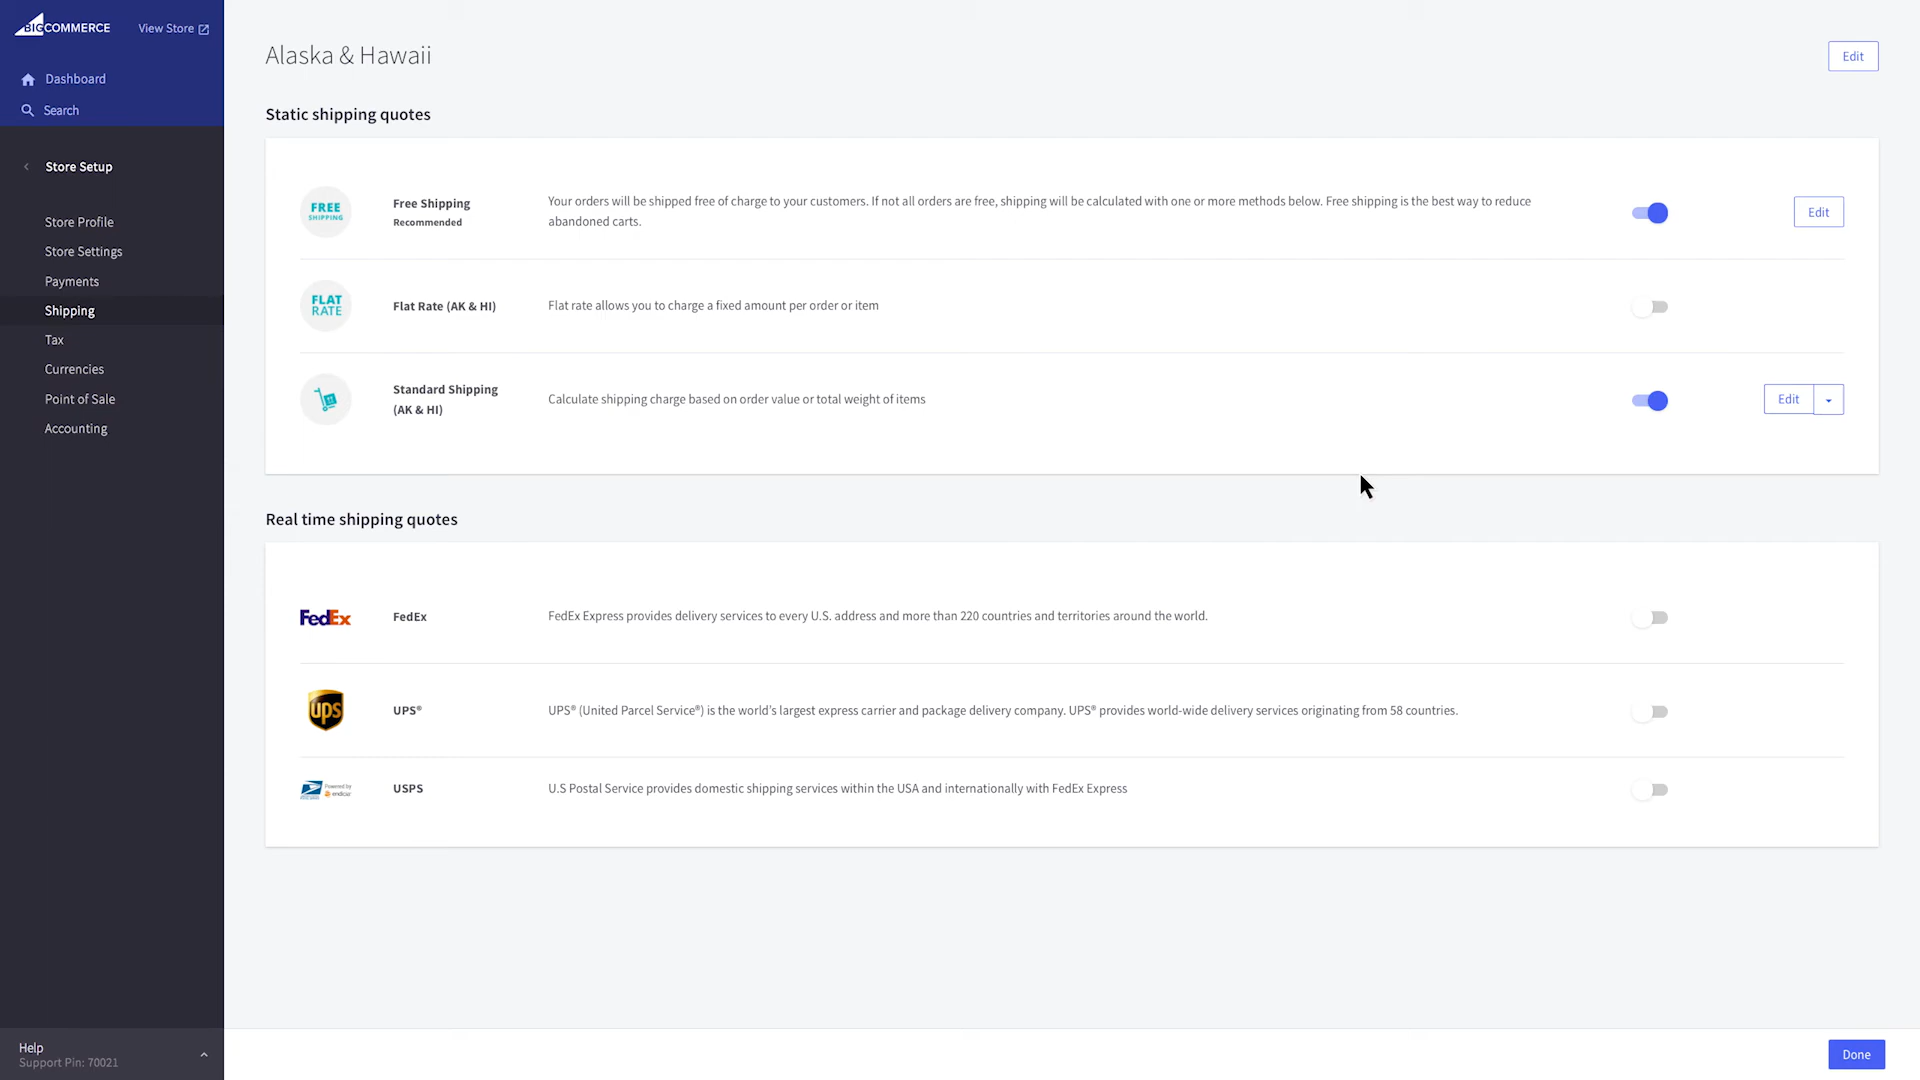 BIGCOMMERCE
View Store
Dashboard
Search
Store Setup
Store Profile
Store Settings
Payments
Shipping
Tax
Currencies
Point of Sale
Accounting
Help
Support Pin: 70021
Alaska & Hawaii
Edit
Static shipping quotes
FREE
SHIPPING
Free Shipping
Recommended
Your orders will be shipped free of charge to your customers. If not all orders are free, shipping will be calculated with one or more methods below. Free shipping is the best way to reduce
abandoned carts.
Edit
FLAT
RATE
Flat Rate (AK & HI)
Flat rate allows you to charge a fixed amount per order or item
Standard Shipping
(AK & HI)
Calculate shipping charge based on order value or total weight of items
Edit
Real time shipping quotes
FedEx
FedEx
FedEx Express provides delivery services to every U.S. address and more than 220 countries and territories around the world.
ups
UPS®
UPS® (United Parcel Service®) is the world's largest express carrier and package delivery company. UPS® provides world-wide delivery services originating from 58 countries.
Powered by
endicia
USPS
U.S Postal Service provides domestic shipping services within the USA and internationally with FedEx Express
Done